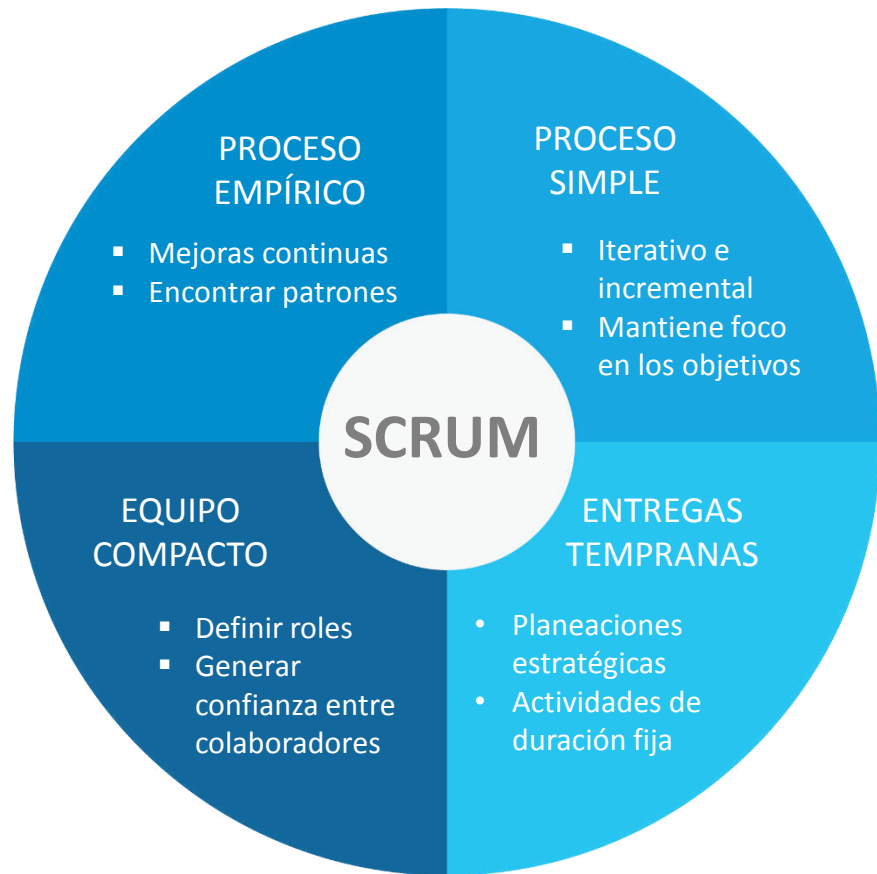 PROCESO
EMPÍRICO
▪ Mejoras continuas
▪ Encontrar patrones
PROCESO
SIMPLE
▪ Iterativo e
incremental
▪ Mantiene foco
en los objetivos
SCRUM
EQUIPO
COMPACTO
▪ Definir roles
▪ Generar
confianza entre
colaboradores
ENTREGAS
TEMPRANAS
• Planeaciones
estratégicas
• Actividades de
duración fija